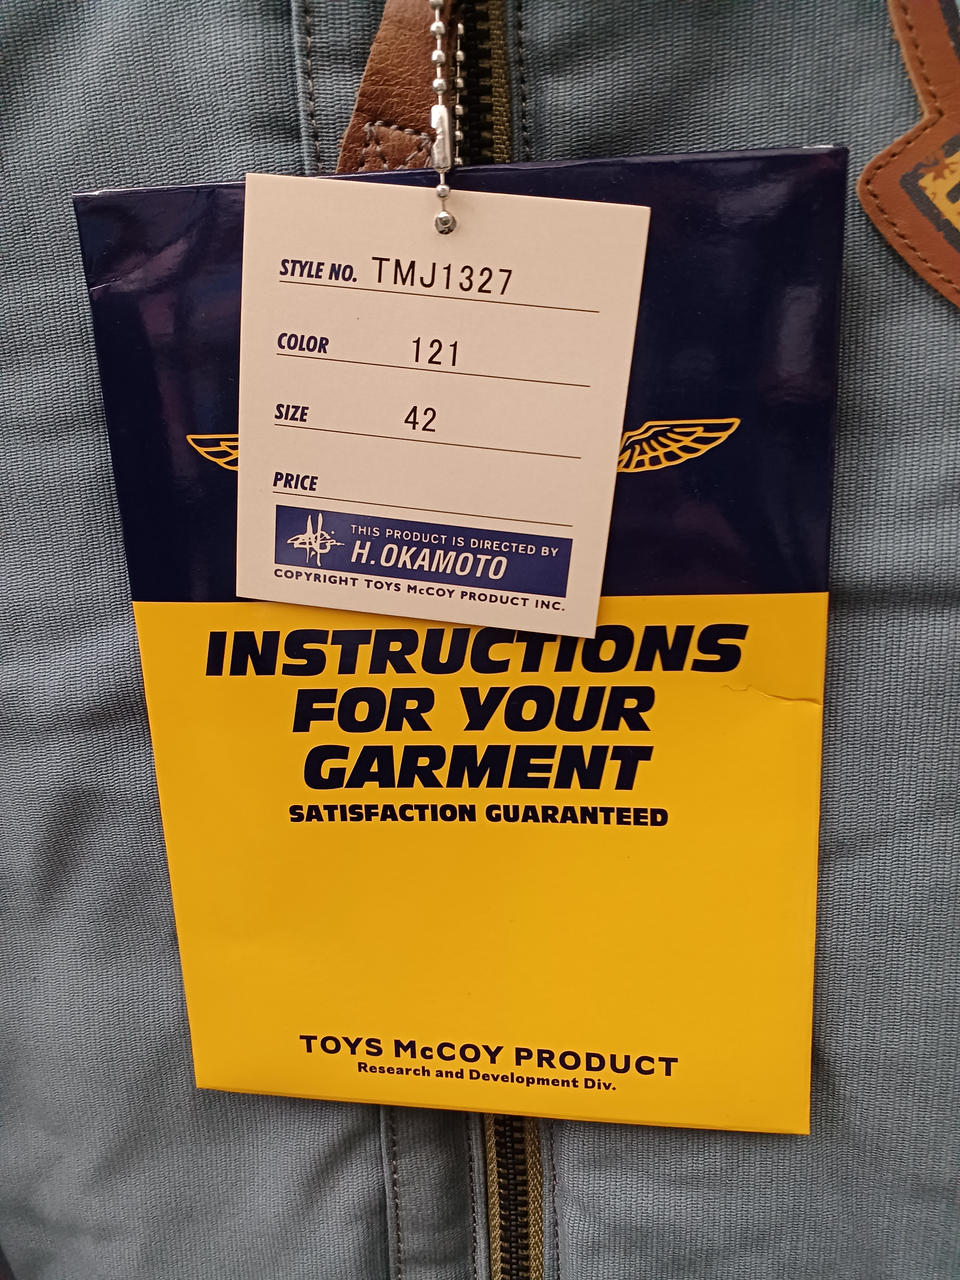 STYLE NO. TMJ1327
COLOR 121
SIZE 42
PRICE
THIS PRODUCT IS DIRECTED BY
H.OKAMOTO
COPYRIGHT TOYS McCOY PRODUCT INC.
INSTRUCTIONS
FOR YOUR
GARMENT
SATISFACTION GUARANTEED
TOYS McCOY PRODUCT
Research and Development Div.